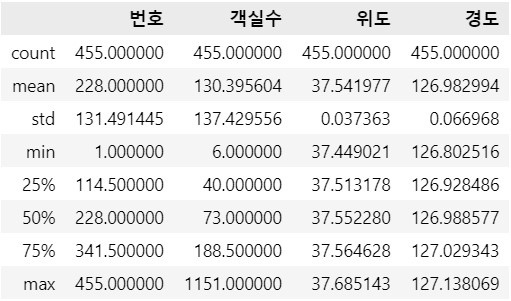 번호 객실수 위도 경도
count 455.000000 455.000000 455.000000 455.000000
mean 228.000000 130.395604 37.541977 126.982994
std 131.491445 137.429556 0.037363 0.066968
min 1.000000 6.000000 37.449021 126.802516
25% 114.500000 40.000000 37.513178 126.928486
50% 228.000000 73.000000 37.552280 126.988577
75% 341.500000 188.500000 37.564628 127.029343
max 455.000000 1151.000000 37.685143 127.138069